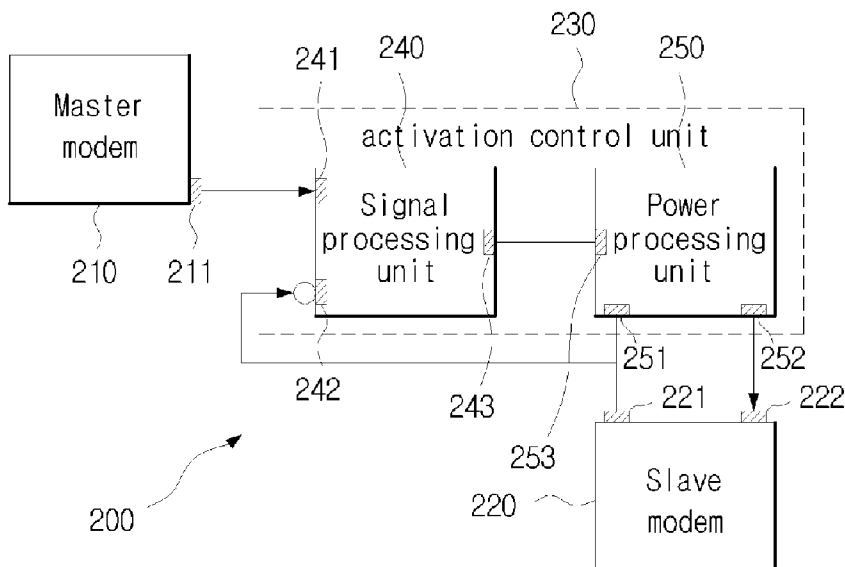 230
241
240
250
Master
modem
activation control unit
Signal
processing
unit
Power
processing
unit
210
211
251
252
242
243
221
222
253
220
Slave
modem
200